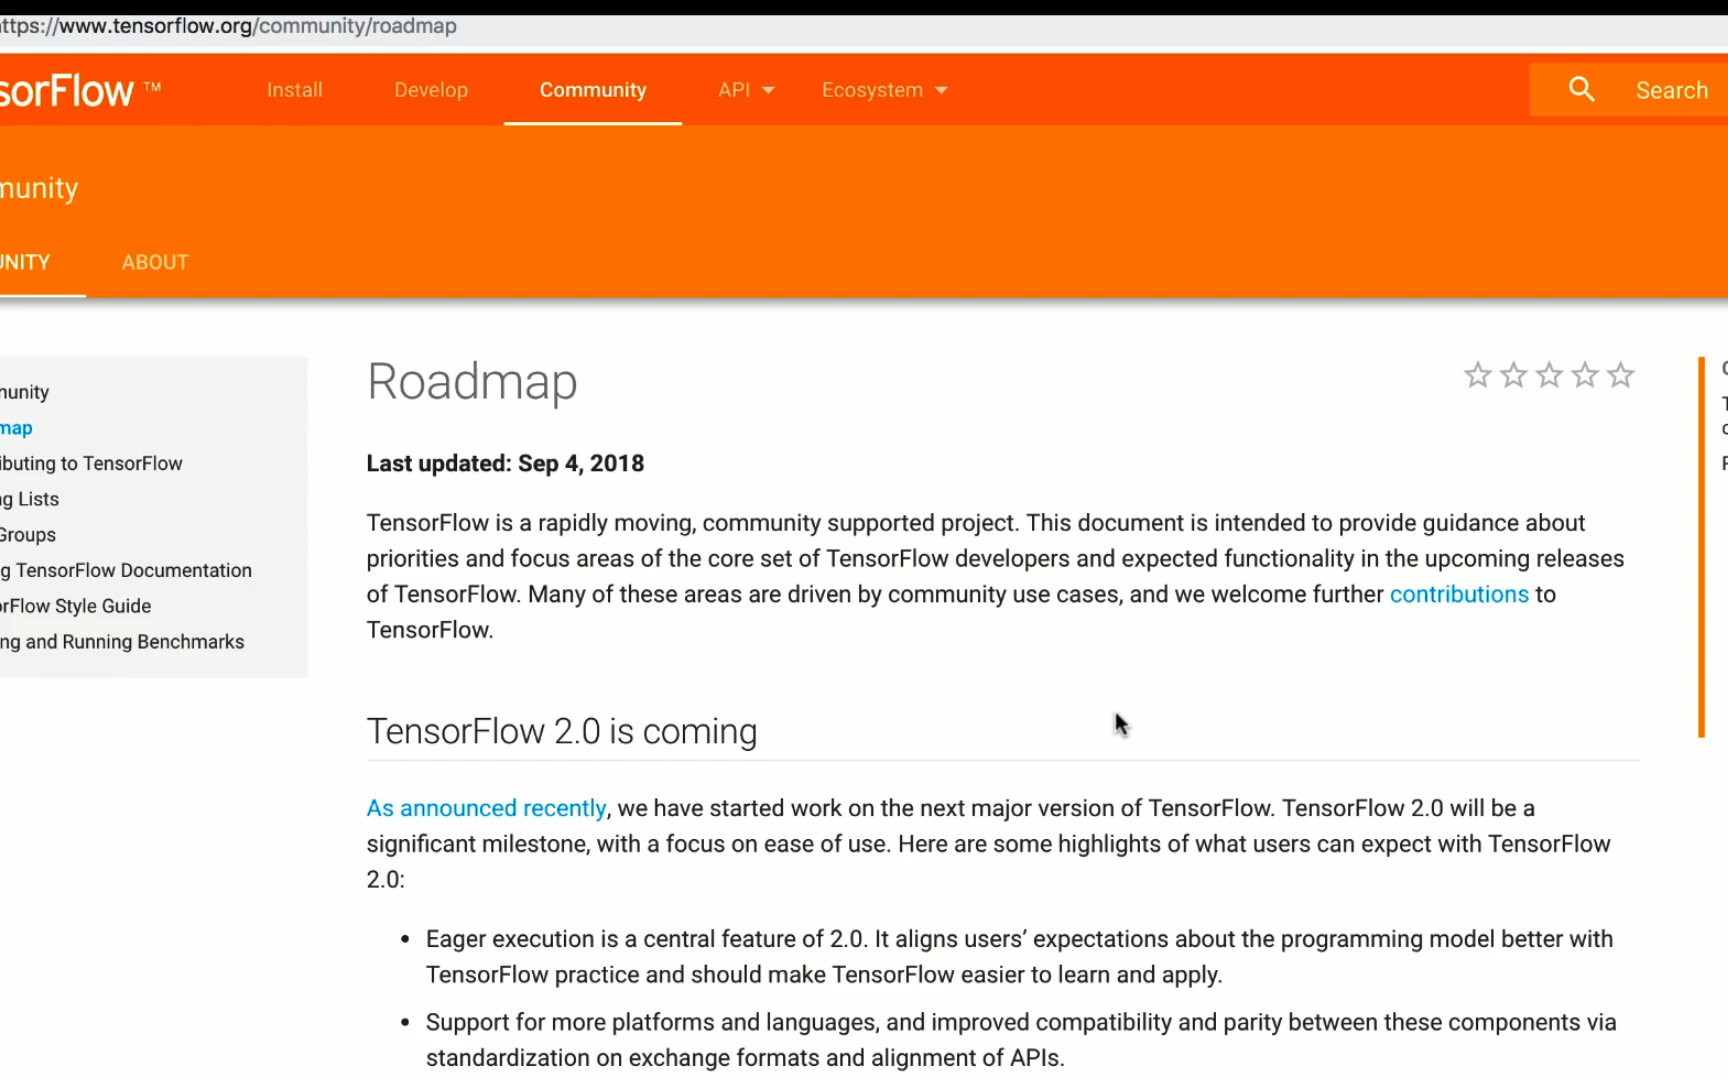 ttps://www.tensorflow.org/community/roadmap
sorFlow ™ Install Develop Community API Ecosystem Search
munity
UNITY ABOUT
munity
map
ibuting to TensorFlow
ng Lists
Groups
g TensorFlow Documentation
orFlow Style Guide
ng and Running Benchmarks
Roadmap
Last updated: Sep 4, 2018
TensorFlow is a rapidly moving, community supported project. This document is intended to provide guidance about
priorities and focus areas of the core set of TensorFlow developers and expected functionality in the upcoming releases
of TensorFlow. Many of these areas are driven by community use cases, and we welcome further contributions to
TensorFlow.
TensorFlow 2.0 is coming
As announced recently, we have started work on the next major version of TensorFlow. TensorFlow 2.0 will be a
significant milestone, with a focus on ease of use. Here are some highlights of what users can expect with TensorFlow
2.0:
• Eager execution is a central feature of 2.0. It aligns users’ expectations about the programming model better with
TensorFlow practice and should make TensorFlow easier to learn and apply.
• Support for more platforms and languages, and improved compatibility and parity between these components via
standardization on exchange formats and alignment of APIs.